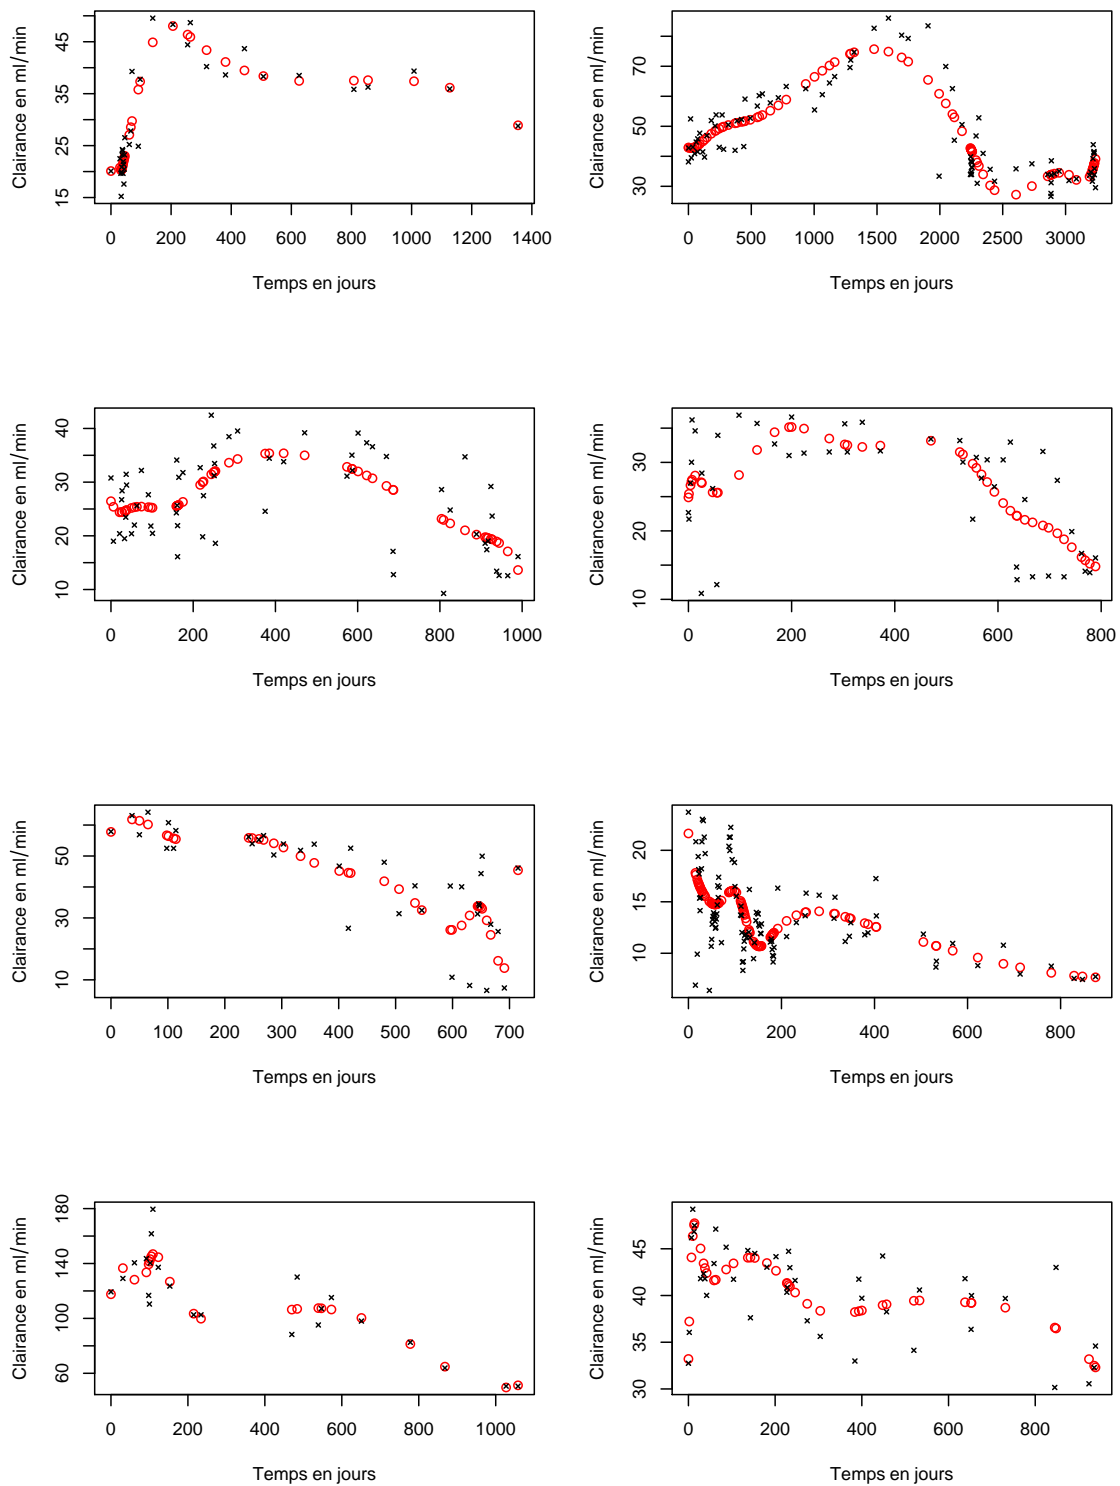 Clairance en ml/min
15 25 35 45
0 200 400 600 800 1000 1200 1400
Temps en jours
Clairance en ml/min
30 50 70
0 500 1000 1500 2000 2500 3000
Temps en jours
Clairance en ml/min
10 20 30 40
0 200 400 600 800 1000
Temps en jours
Clairance en ml/min
10 20 30
0 200 400 600 800
Temps en jours
Clairance en ml/min
10 30 50
0 100 200 300 400 500 600 700
Temps en jours
Clairance en ml/min
10 15 20
0 200 400 600 800
Temps en jours
Clairance en ml/min
60 100 140 180
0 200 400 600 800 1000
Temps en jours
Clairance en ml/min
30 35 40 45
0 200 400 600 800
Temps en jours